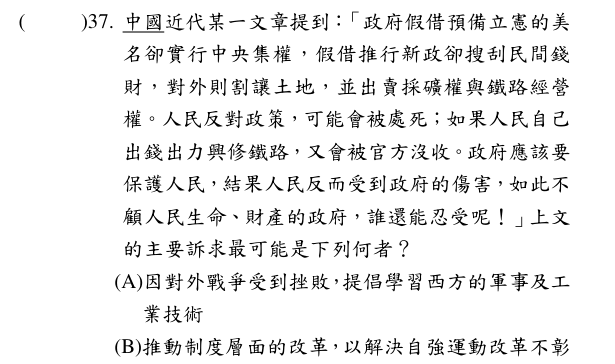 (　　)37. 中國近代某一文章提到：「政府假借預備立憲的美
名卻實行中央集權，假借推行新政卻搜刮民間錢
財，對外則割讓土地，並出賣採礦權與鐵路經營
權。人民反對政策，可能會被處死；如果人民自己
出錢出力興修鐵路，又會被官方沒收。政府應該要
保護人民，結果人民反而受到政府的傷害，如此不
顧人民生命、財產的政府，誰還能忍受呢！」上文
的主要訴求最可能是下列何者？
(A)因對外戰爭受到挫敗，提倡學習西方的軍事及工
業技術
(B)推動制度層面的改革，以解決自強運動改革不彰